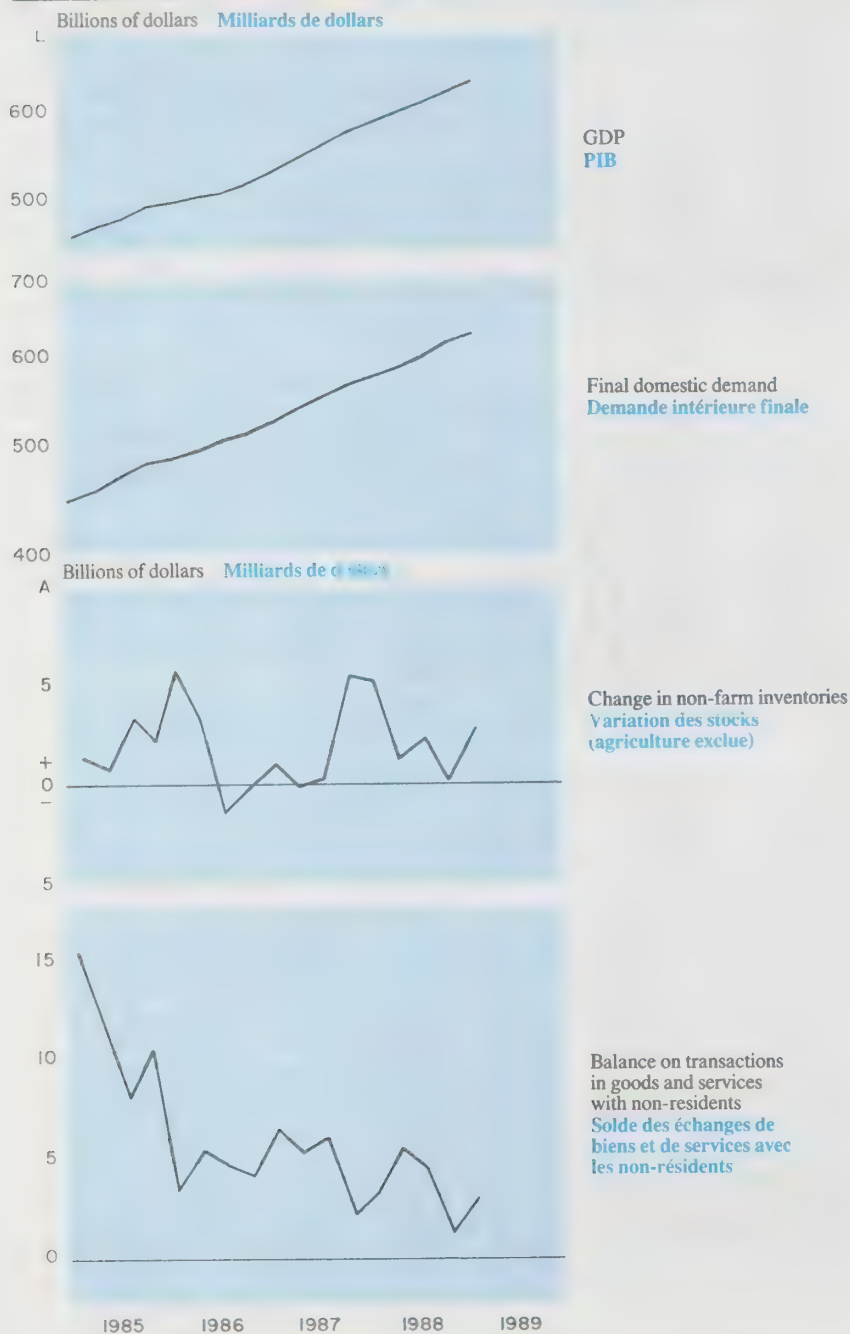 Billions of dollars Milliards de dollars
L
600
500
GDP
PIB
700
600
500
400
Final domestic demand
Demande intérieure finale
Billions of dollars Milliards de
A
5
+
0
−
5
Change in non-farm inventories
Variation des stocks
(agriculture exclue)
15
10
5
0
Balance on transactions
in goods and services
with non-residents
Solde des échanges de
biens et de services avec
les non-résidents
1985 1986 1987 1988 1989